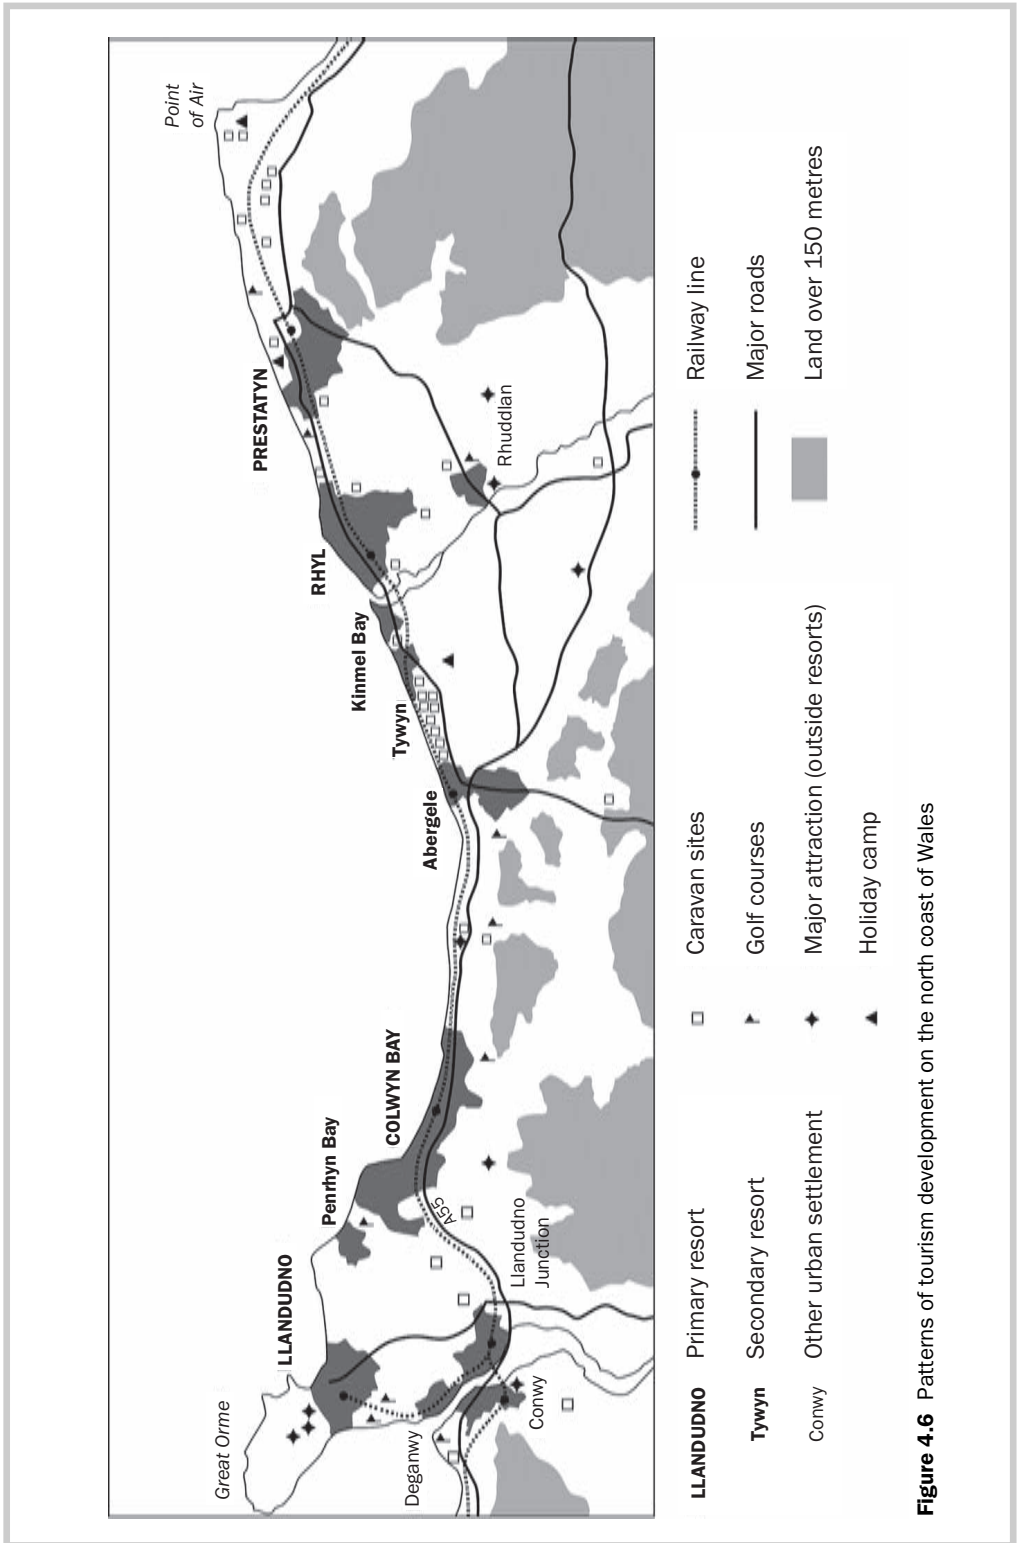 Great Orme
LLANDUDNO
Penrhyn Bay
COLWYN BAY
Abergele
Tywyn
Kinmel Bay
RHYL
PRESTATYN
Point
of Air
Deganwy
Conwy
Llandudno
Junction
A55
Rhuddlan
LLANDUDNO Primary resort
Tywyn Secondary resort
Conwy Other urban settlement
Caravan sites
Golf courses
Major attraction (outside resorts)
Holiday camp
Railway line
Major roads
Land over 150 metres
Figure 4.6 Patterns of tourism development on the north coast of Wales